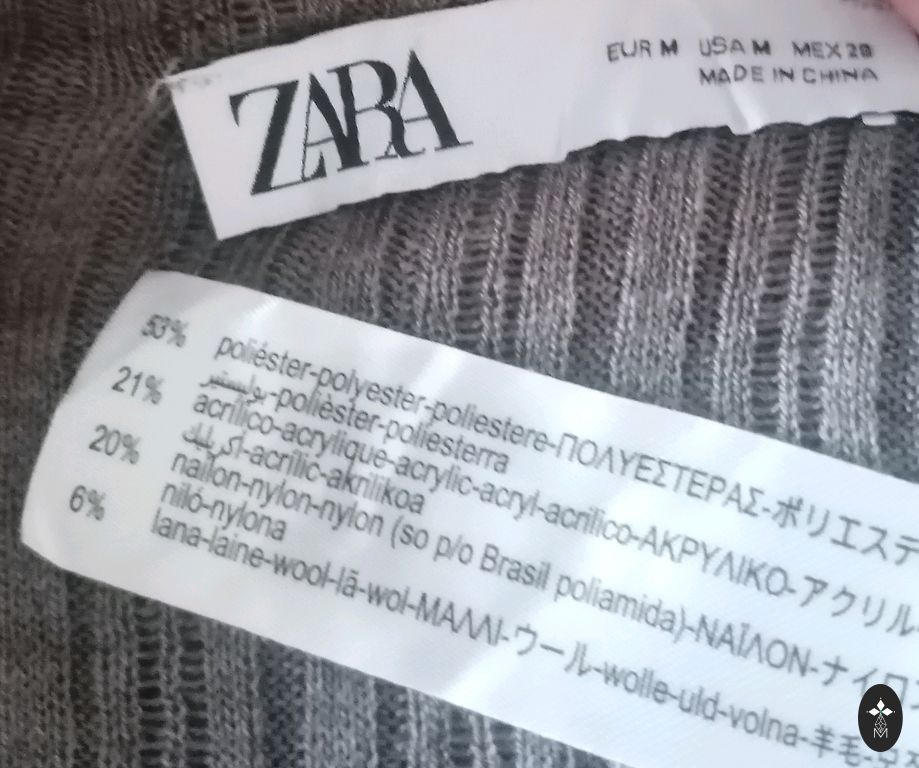 ZARA
EUR M USA M MEX 28
MADE IN CHINA
53% poliéster-polyester-poliestere-ΠΟΛΥΕΣΤΕΡΑΣ-ポリエステ
بوليستير-polièster-poliesterra
21% acrílico-acrylique-acrylic-acryl-acrilico-ΑΚΡΥΛΙΚΟ-アクリル
اكريليك-acrílic-akrilikoa
20% nailon-nylon-nylon (so p/o Brasil poliamida)-ΝΑΪΛΟΝ-ナイロ
niló-nylona
6% lana-laine-wool-lã-wol-ΜΑΛΛΙ-ウール-wolle-uld-volna-羊毛-모
M